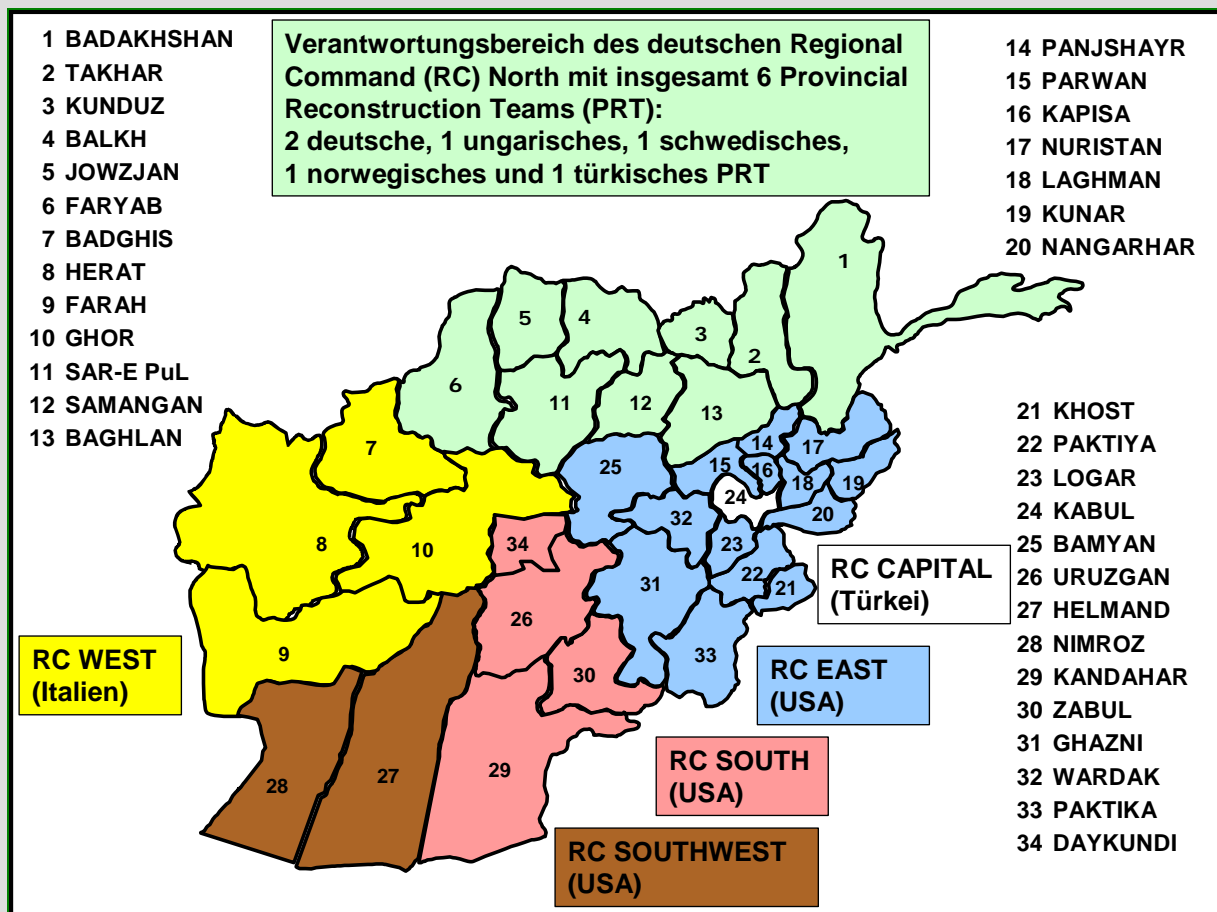 1 BADAKHSHAN
2 TAKHAR
3 KUNDUZ
4 BALKH
5 JOWZJAN
6 FARYAB
7 BADGHIS
8 HERAT
9 FARAH
10 GHOR
11 SAR-E PuL
12 SAMANGAN
13 BAGHLAN
Verantwortungsbereich des deutschen Regional
Command (RC) North mit insgesamt 6 Provincial
Reconstruction Teams (PRT):
2 deutsche, 1 ungarisches, 1 schwedisches,
1 norwegisches und 1 türkisches PRT
14 PANJSHAYR
15 PARWAN
16 KAPISA
17 NURISTAN
18 LAGHMAN
19 KUNAR
20 NANGARHAR
21 KHOST
22 PAKTIYA
23 LOGAR
24 KABUL
25 BAMYAN
26 URUZGAN
27 HELMAND
28 NIMROZ
29 KANDAHAR
30 ZABUL
31 GHAZNI
32 WARDAK
33 PAKTIKA
34 DAYKUNDI
1
5
4
3
2
6
11
12
13
14
17
7
25
15
16
18
19
24
20
32
8
10
34
23
22
21
31
26
9
33
30
29
28
27
RC CAPITAL
(Türkei)
RC WEST
(Italien)
RC EAST
(USA)
RC SOUTH
(USA)
RC SOUTHWEST
(USA)